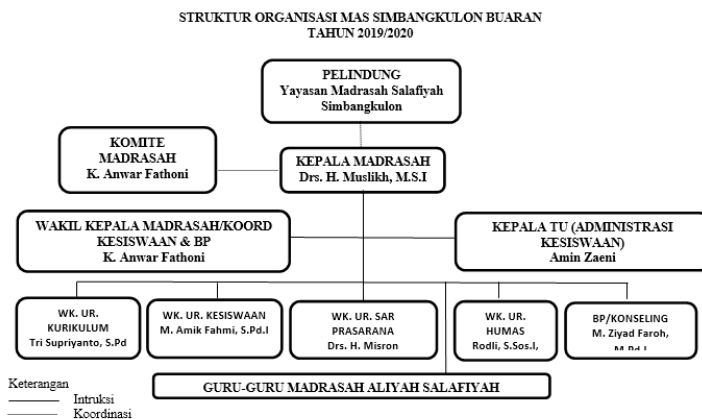 STRUKTUR ORGANISASI MAS SIMBANGKULON BUARAN
TAHUN 2019/2020
PELINDUNG
Yayasan Madrasah Salafiyah
Simbangkulon
KOMITE
MADRASAH
K. Anwar Fathoni
KEPALA MADRASAH
Drs. H. Muslikh, M.S.I
WAKIL KEPALA MADRASAH/KOORD
KESISWAAN & BP
K. Anwar Fathoni
KEPALA TU (ADMINISTRASI
KESISWAAN)
Amin Zaeni
WK. UR.
KURIKULUM
Tri Supriyanto, S.Pd
WK. UR. KESISWAAN
M. Amik Fahmi, S.Pd.I
WK. UR. SAR
PRASARANA
Drs. H. Misron
WK. UR.
HUMAS
Rodli, S.Sos.I,
BP/KONSELING
M. Ziyad Faroh,
GURU-GURU MADRASAH ALIYAH SALAFIYAH
Keterangan
Intruksi
Koordinasi